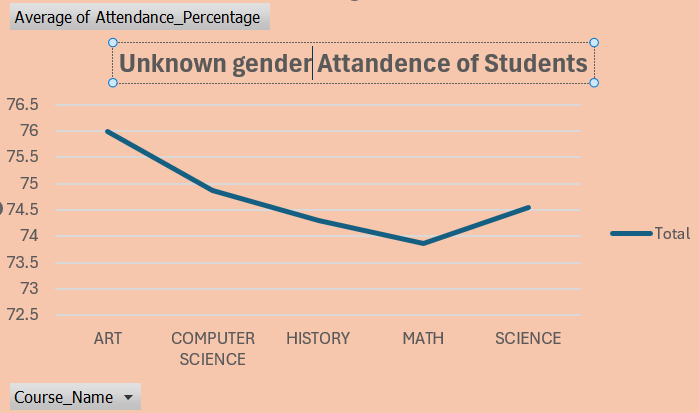 Average of Attendance_Percentage
Unknown gender Attandence of Students
76.5
76
75.5
75
74.5
74
73.5
73
72.5
Total
ART
COMPUTER SCIENCE
HISTORY
MATH
SCIENCE
Course_Name